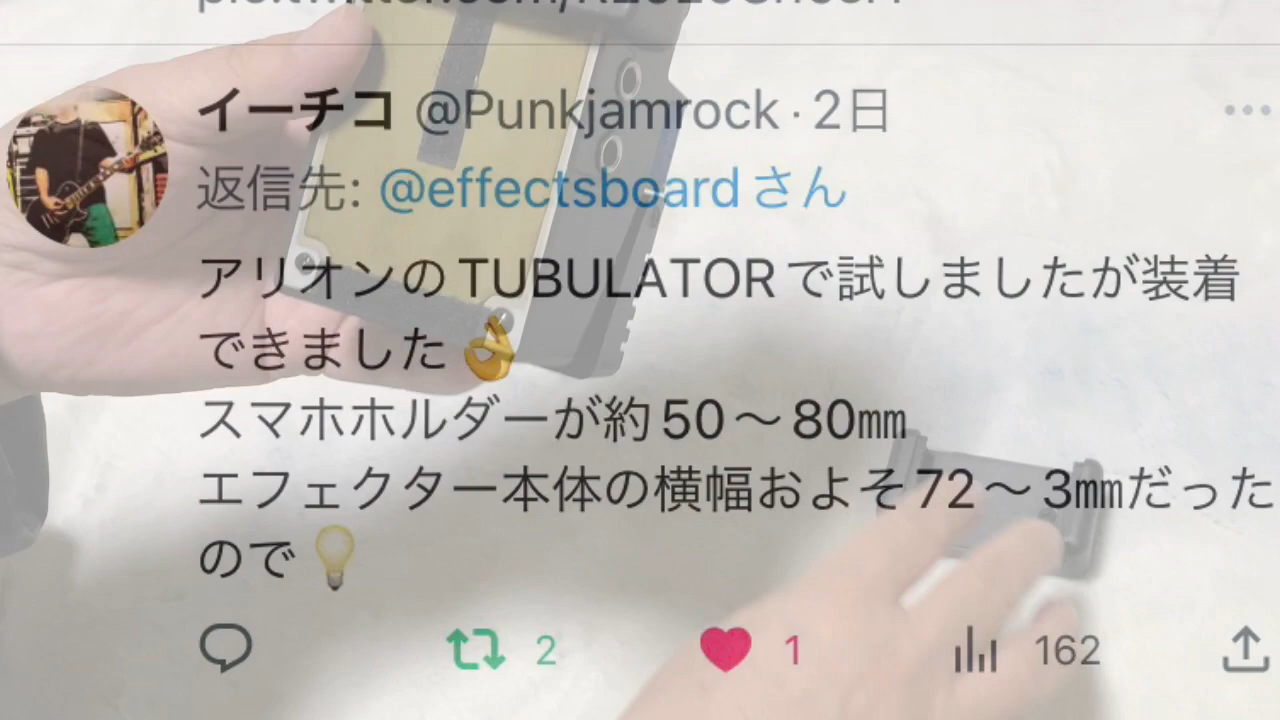 イーチコ @Punkjamrock · 2日
返信先: @effectsboardさん
アリオンのTUBULATORで試しましたが装着
できました👌
スマホホルダーが約50〜80㎜
エフェクター本体の横幅およそ72〜3㎜だった
ので💡
2 1 162